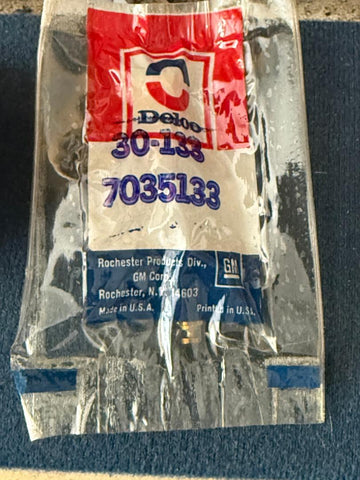 Delco
30-133
7035133
Rochester Products Div.,
GM Corp.
Rochester, N.Y. 14603
GM
Made in U.S.A. Printed in U.S.A.